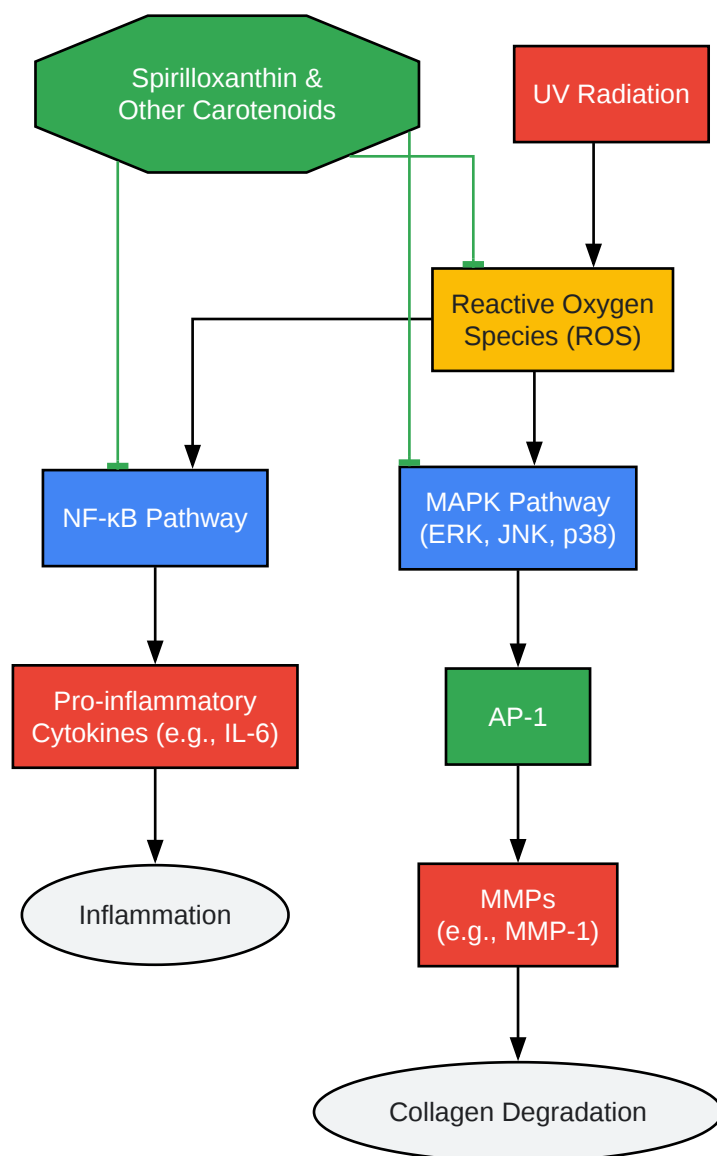 Spirilloxanthin &
Other Carotenoids
UV Radiation
Reactive Oxygen
Species (ROS)
NF-κB Pathway
MAPK Pathway
(ERK, JNK, p38)
Pro-inflammatory
Cytokines (e.g., IL-6)
AP-1
Inflammation
MMPs
(e.g., MMP-1)
Collagen Degradation